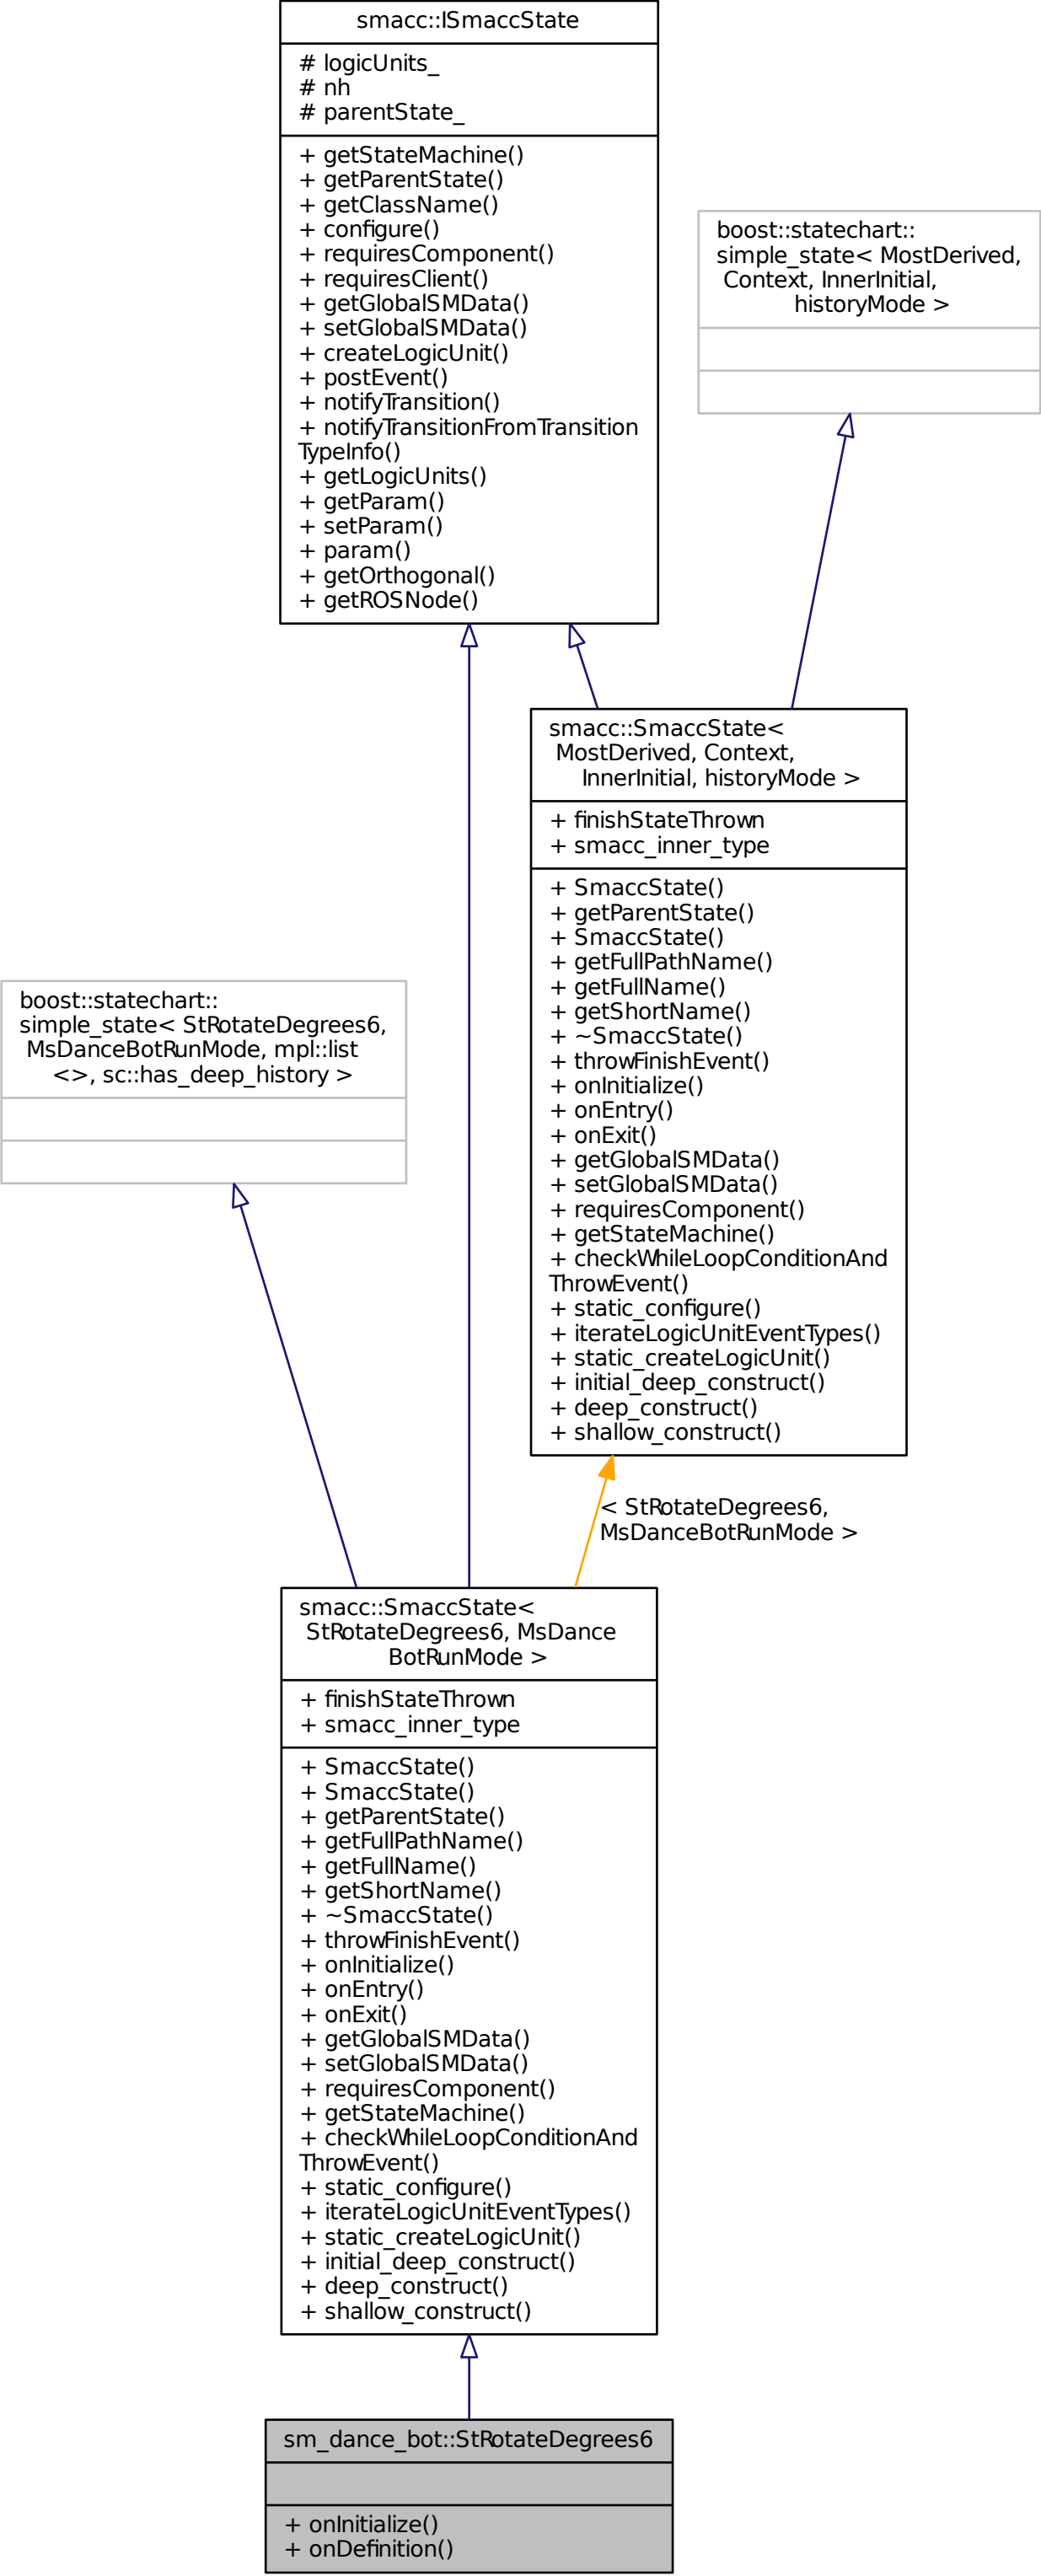 smacc::ISmaccState
# logicUnits_
# nh
# parentState_
+ getStateMachine()
+ getParentState()
+ getClassName()
+ configure()
+ requiresComponent()
+ requiresClient()
+ getGlobalSMData()
+ setGlobalSMData()
+ createLogicUnit()
+ postEvent()
+ notifyTransition()
+ notifyTransitionFromTransition
TypeInfo()
+ getLogicUnits()
+ getParam()
+ setParam()
+ param()
+ getOrthogonal()
+ getROSNode()
boost::statechart::
simple_state< MostDerived,
Context, InnerInitial,
historyMode >
smacc::SmaccState<
MostDerived, Context,
InnerInitial, historyMode >
+ finishStateThrown
+ smacc_inner_type
+ SmaccState()
+ getParentState()
+ SmaccState()
+ getFullPathName()
+ getFullName()
+ getShortName()
+ ~SmaccState()
+ throwFinishEvent()
+ onInitialize()
+ onEntry()
+ onExit()
+ getGlobalSMData()
+ setGlobalSMData()
+ requiresComponent()
+ getStateMachine()
+ checkWhileLoopConditionAnd
ThrowEvent()
+ static_configure()
+ iterateLogicUnitEventTypes()
+ static_createLogicUnit()
+ initial_deep_construct()
+ deep_construct()
+ shallow_construct()
boost::statechart::
simple_state< StRotateDegrees6,
MsDanceBotRunMode, mpl::list
<>, sc::has_deep_history >
< StRotateDegrees6,
MsDanceBotRunMode >
smacc::SmaccState<
StRotateDegrees6, MsDance
BotRunMode >
+ finishStateThrown
+ smacc_inner_type
+ SmaccState()
+ SmaccState()
+ getParentState()
+ getFullPathName()
+ getFullName()
+ getShortName()
+ ~SmaccState()
+ throwFinishEvent()
+ onInitialize()
+ onEntry()
+ onExit()
+ getGlobalSMData()
+ setGlobalSMData()
+ requiresComponent()
+ getStateMachine()
+ checkWhileLoopConditionAnd
ThrowEvent()
+ static_configure()
+ iterateLogicUnitEventTypes()
+ static_createLogicUnit()
+ initial_deep_construct()
+ deep_construct()
+ shallow_construct()
sm_dance_bot::StRotateDegrees6
+ onInitialize()
+ onDefinition()